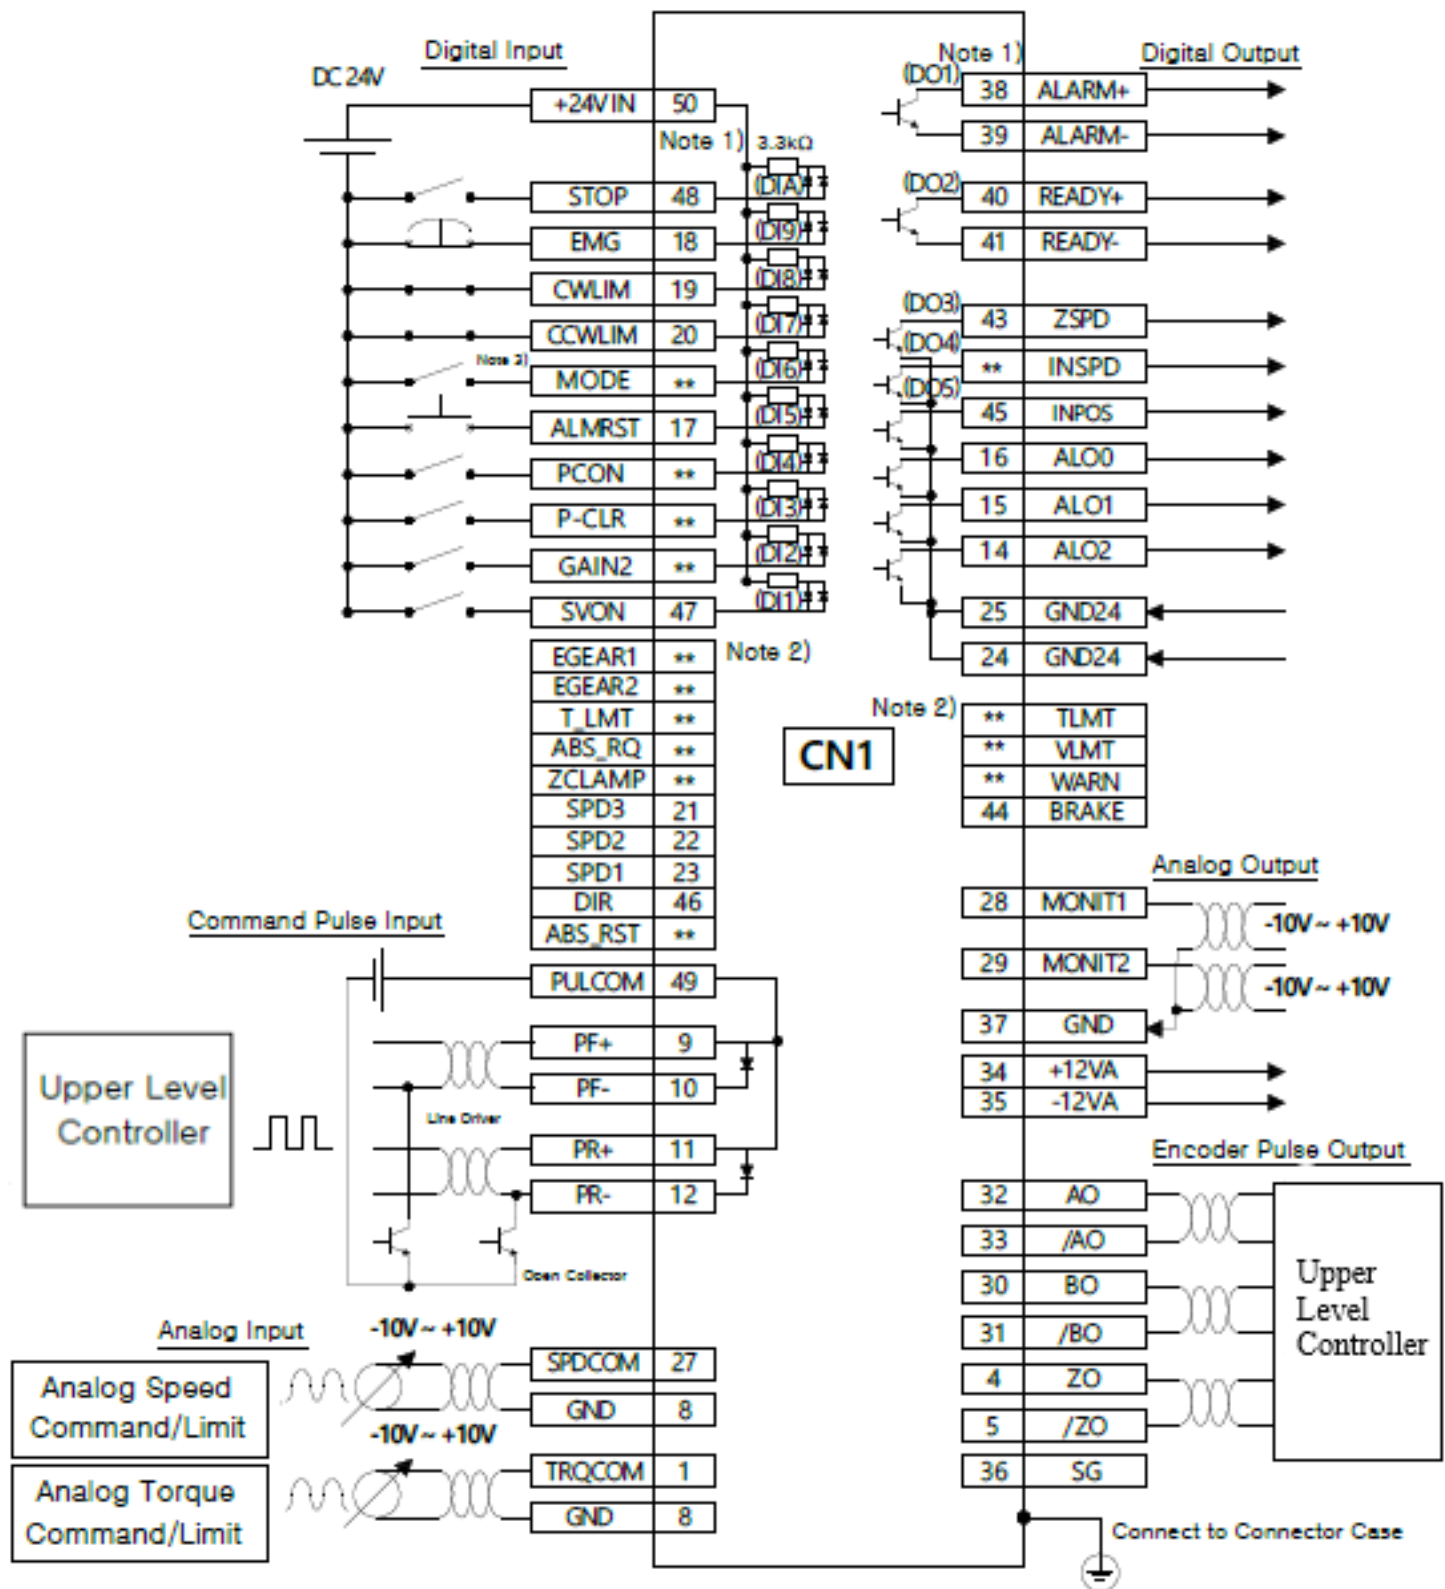 Digital Input
DC 24V
+24V IN 50
Note 1) 3.3kΩ
STOP 48 (DIA)
EMG 18 (DI9)
CWLIM 19 (DI8)
CCWLIM 20 (DI7)
Note 3)
MODE ** (DI6)
ALMRST 17 (DI5)
PCON ** (DI4)
P-CLR ** (DI3)
GAIN2 ** (DI2)
SVON 47 (DI1)
EGEAR1 ** Note 2)
EGEAR2 **
T_LMT **
ABS_RQ **
ZCLAMP **
SPD3 21
SPD2 22
SPD1 23
DIR 46
ABS_RST **
Command Pulse Input
PULCOM 49
PF+ 9
PF- 10
Line Driver
PR+ 11
PR- 12
Open Collector
Upper Level
Controller
Analog Input
-10V ~ +10V
Analog Speed
Command/Limit
SPDCOM 27
GND 8
-10V ~ +10V
Analog Torque
Command/Limit
TRQCOM 1
GND 8
CN1
Note 1)
Digital Output
(DO1) 38 ALARM+
39 ALARM-
(DO2) 40 READY+
41 READY-
(DO3) 43 ZSPD
(DO4) ** INSPD
(DO5) 45 INPOS
16 ALO0
15 ALO1
14 ALO2
25 GND24
24 GND24
Note 2)
** TLMT
** VLMT
** WARN
44 BRAKE
Analog Output
28 MONIT1 -10V ~ +10V
29 MONIT2 -10V ~ +10V
37 GND
34 +12VA
35 -12VA
Encoder Pulse Output
32 AO
33 /AO
30 BO
31 /BO
4 ZO
5 /ZO
36 SG
Upper
Level
Controller
Connect to Connector Case